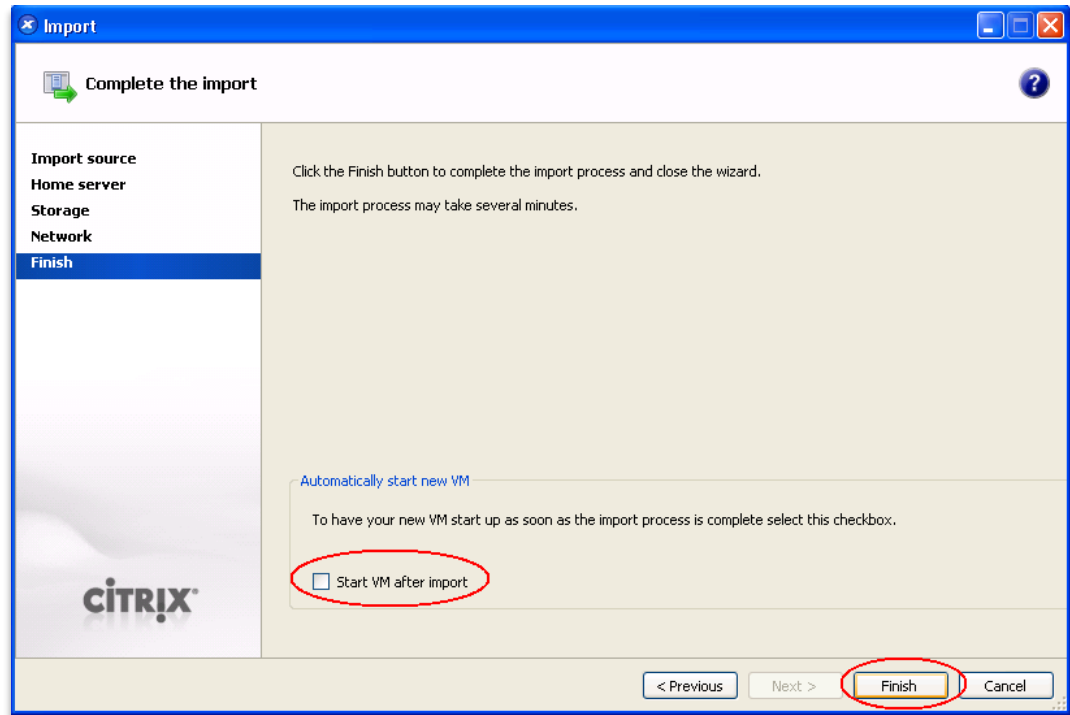 Import
Complete the import
?
Import source
Home server
Storage
Network
Finish
Click the Finish button to complete the import process and close the wizard.
The import process may take several minutes.
Automatically start new VM
To have your new VM start up as soon as the import process is complete select this checkbox.
Start VM after import
CITRIX
< Previous
Next >
Finish
Cancel